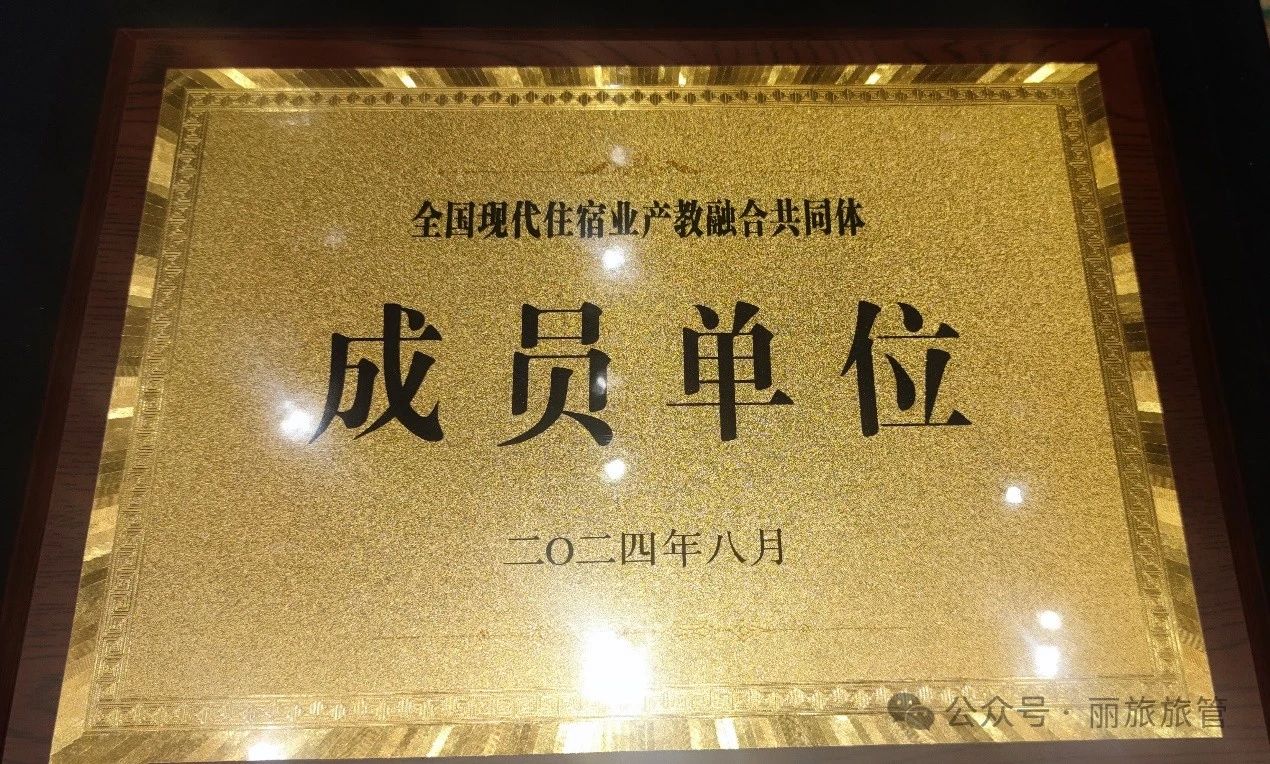 全国现代住宿业产教融合共同体
成员单位
二〇二四年八月
公众号·丽旅旅管